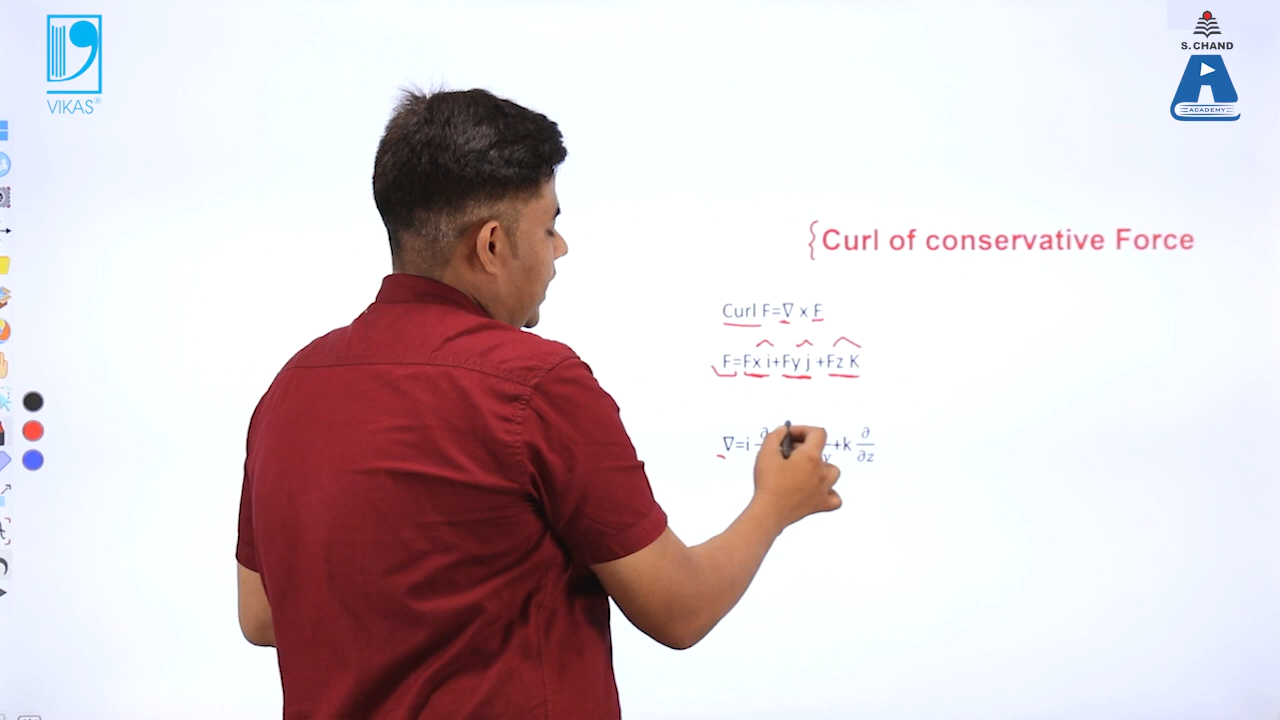 VIKAS®
S. CHAND
ACADEMY
{Curl of conservative Force
Curl F=∇ x F
F=Fx i+Fy j +Fz K
∇=i ∂ y +k ∂/∂z